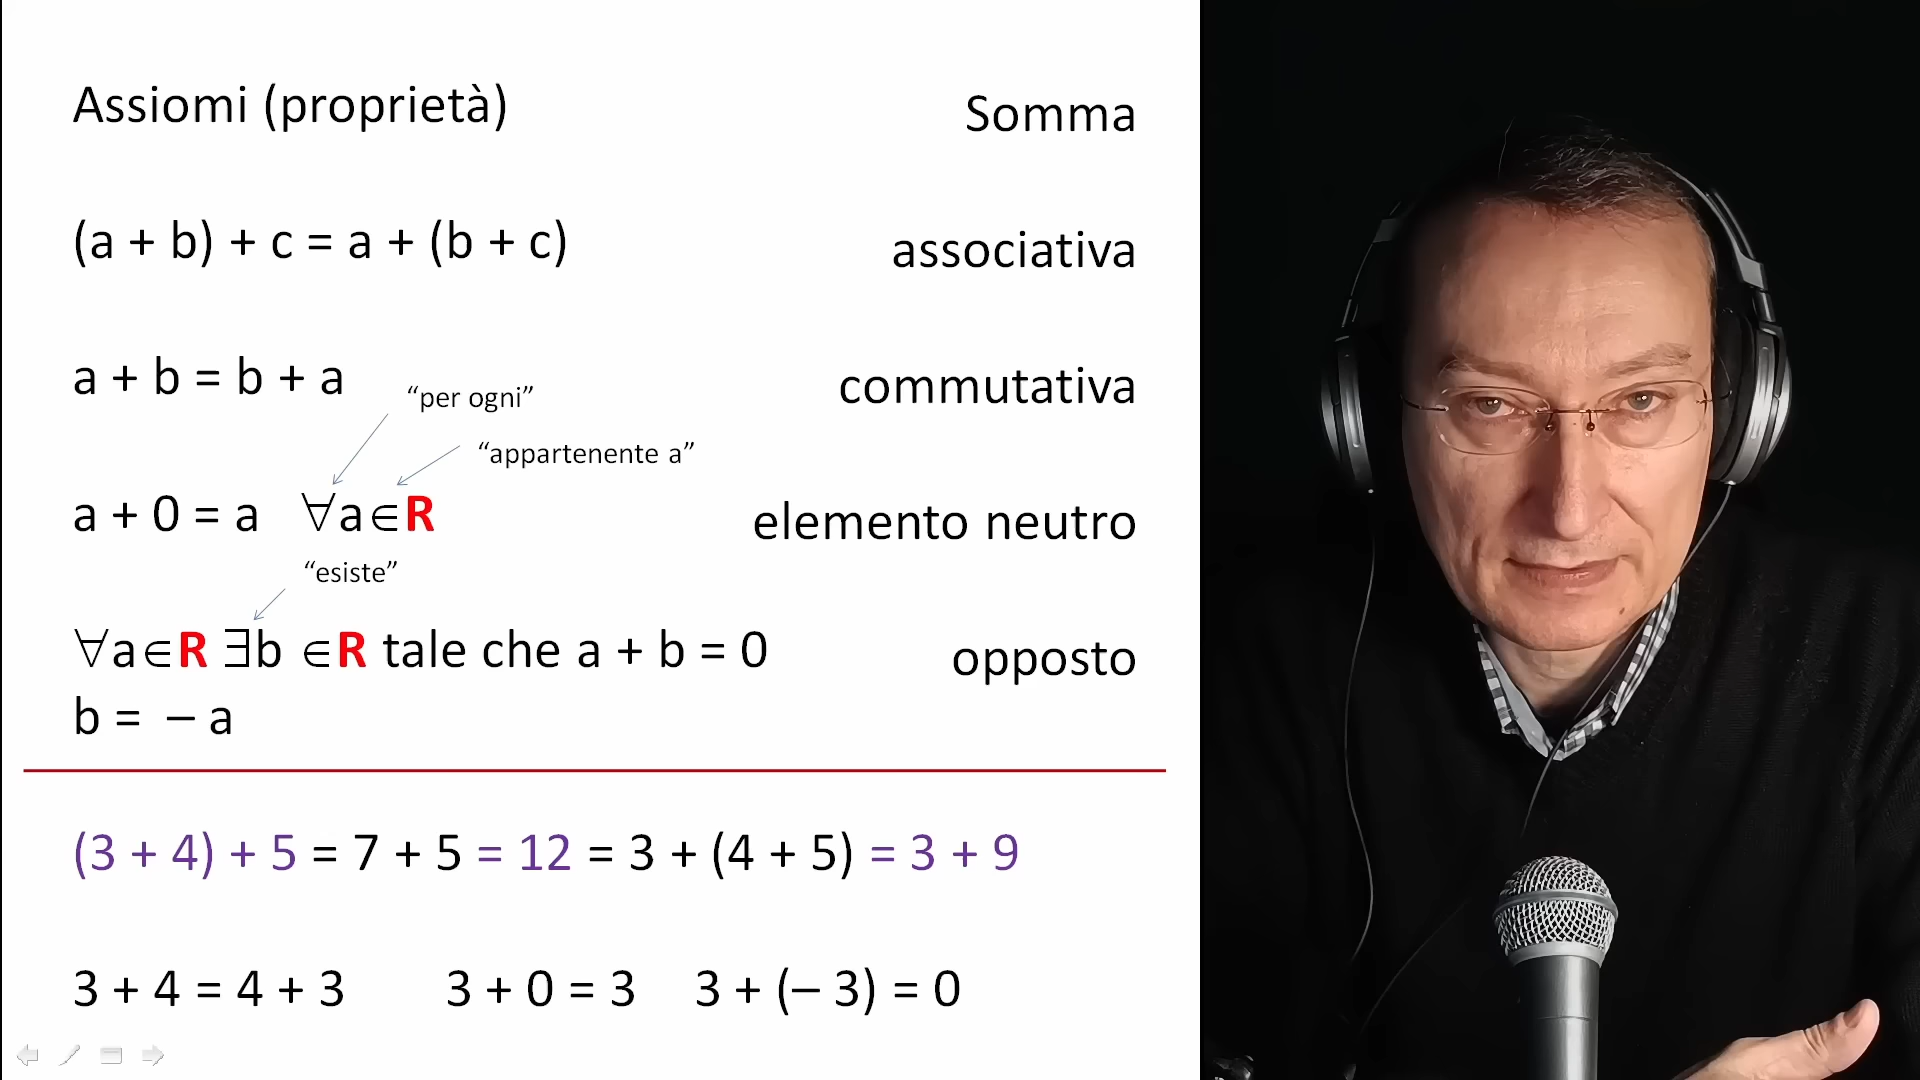 Assiomi (proprietà) Somma
(a + b) + c = a + (b + c) associativa
a + b = b + a commutativa
“per ogni”
“appartenente a”
a + 0 = a ∀a∈R elemento neutro
“esiste”
∀a∈R ∃b ∈R tale che a + b = 0 opposto
b = – a
(3 + 4) + 5 = 7 + 5 = 12 = 3 + (4 + 5) = 3 + 9
3 + 4 = 4 + 3 3 + 0 = 3 3 + (– 3) = 0